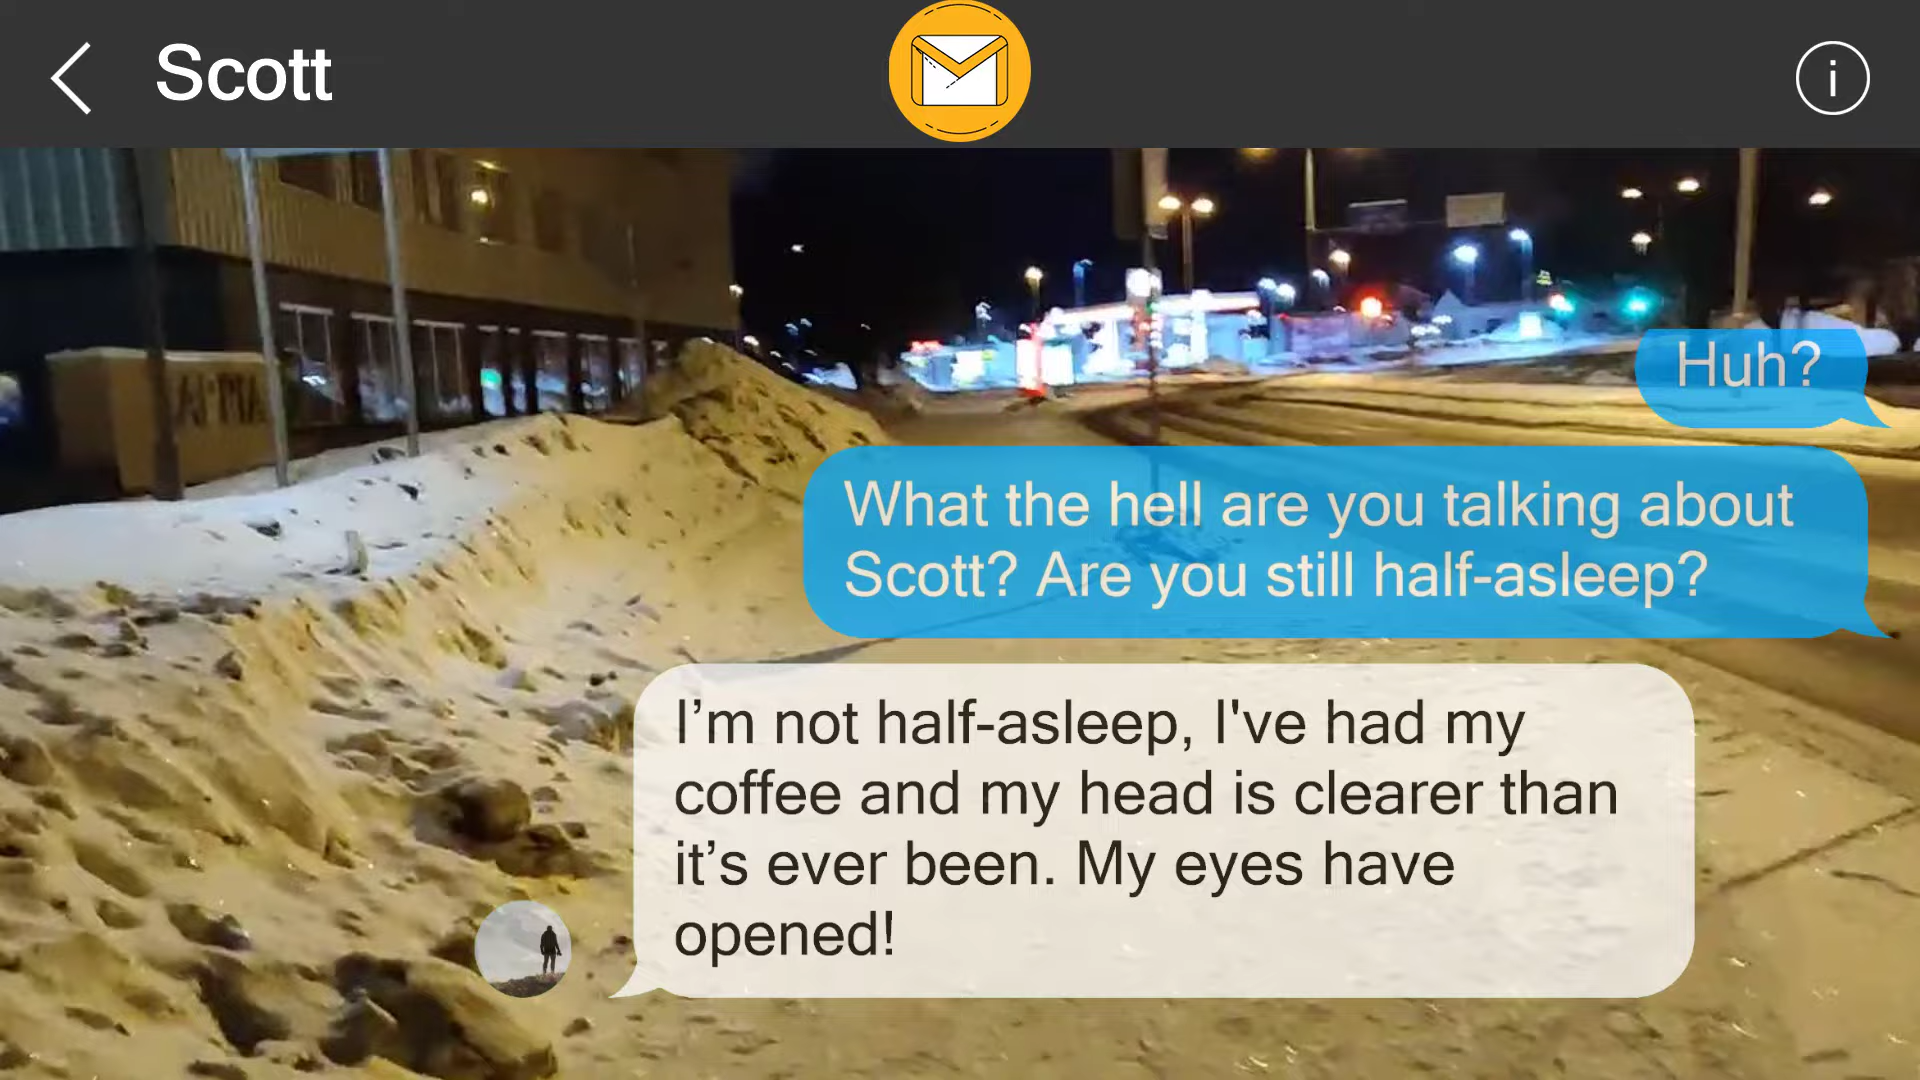 Scott
Huh?
What the hell are you talking about
Scott? Are you still half-asleep?
I’m not half-asleep, I've had my
coffee and my head is clearer than
it’s ever been. My eyes have
opened!